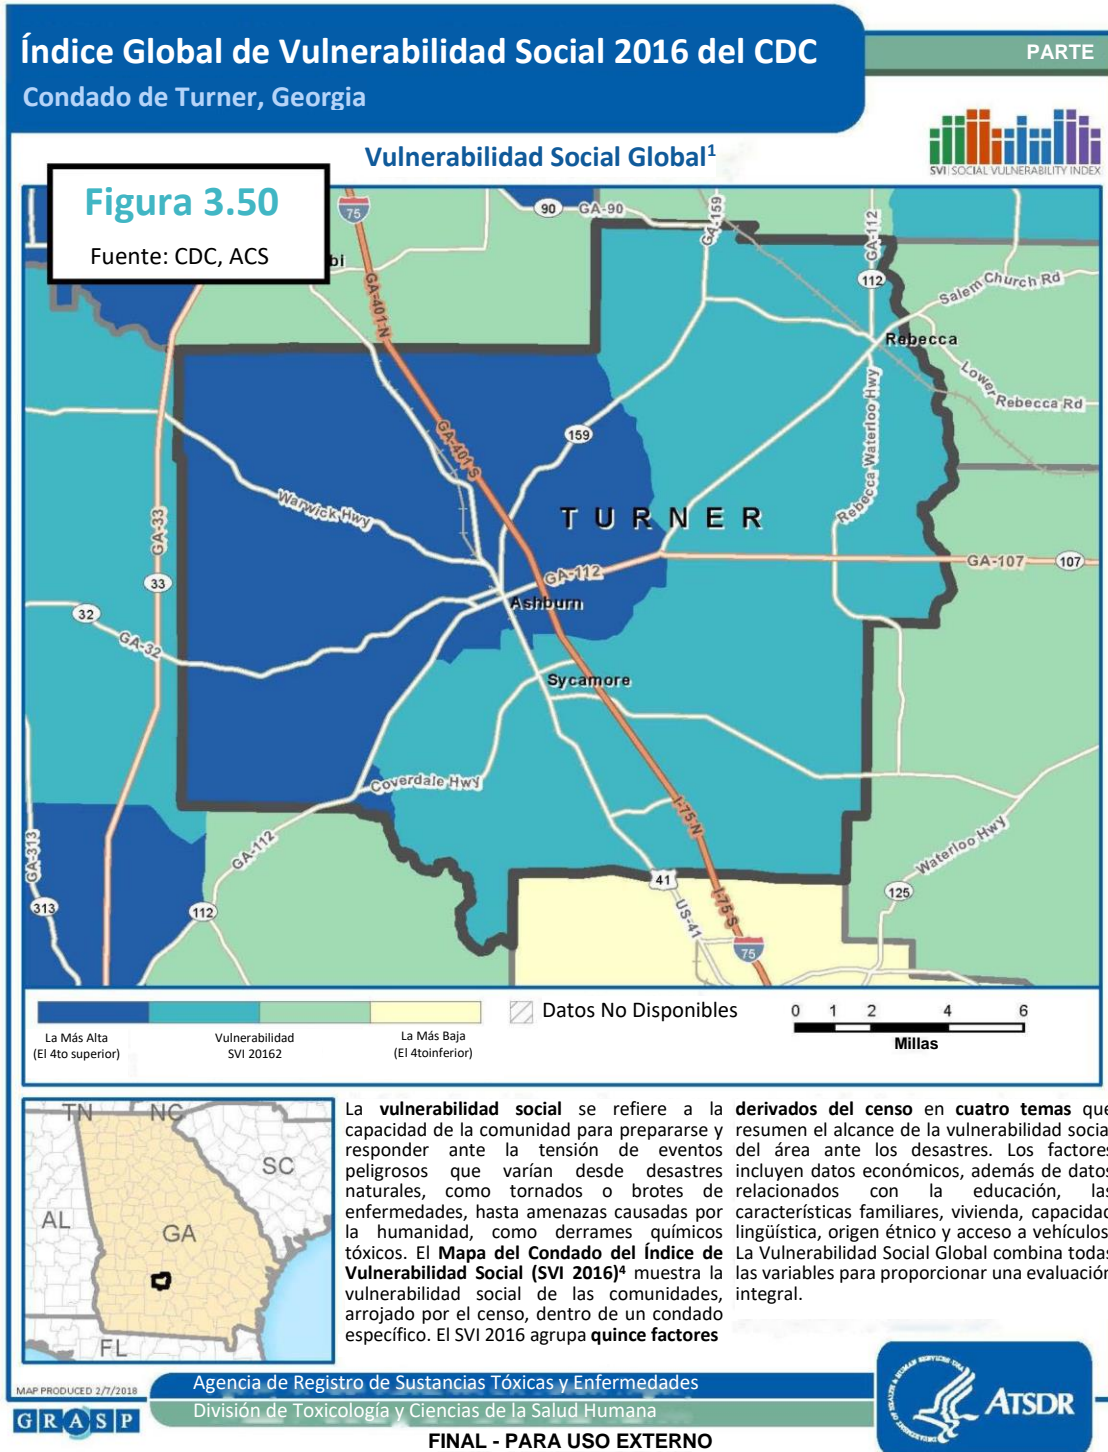 Índice Global de Vulnerabilidad Social 2016 del CDC
Condado de Turner, Georgia
PARTE
Vulnerabilidad Social Global¹
SVI SOCIAL VULNERABILITY INDEX
Figura 3.50
Fuente: CDC, ACS
bi
75
90
GA-90
GA-159
GA-112
112
GA-401 N
Salem Church Rd
Rebecca
Lower
Rebecca Rd
159
GA-401 S
Rebecca Waterloo Hwy
Warwick Hwy
TURNER
GA-33
33
GA-112
GA-107
107
Ashburn
32
GA-32
Sycamore
Coverdale Hwy
I-75 N
GA-313
GA-112
Waterloo Hwy
41
125
313
112
US-41
I-75 S
75
La Más Alta
(El 4to superior)
Vulnerabilidad
SVI 20162
La Más Baja
(El 4toinferior)
Datos No Disponibles
0 1 2 4 6
Millas
TN
NC
SC
AL
GA
FL
La vulnerabilidad social se refiere a la
capacidad de la comunidad para prepararse y
responder ante la tensión de eventos
peligrosos que varían desde desastres
naturales, como tornados o brotes de
enfermedades, hasta amenazas causadas por
la humanidad, como derrames químicos
tóxicos. El Mapa del Condado del Índice de
Vulnerabilidad Social (SVI 2016)⁴ muestra la
vulnerabilidad social de las comunidades,
arrojado por el censo, dentro de un condado
específico. El SVI 2016 agrupa quince factores
derivados del censo en cuatro temas que
resumen el alcance de la vulnerabilidad social
del área ante los desastres. Los factores
incluyen datos económicos, además de datos
relacionados con la educación, las
características familiares, vivienda, capacidad
lingüística, origen étnico y acceso a vehículos
La Vulnerabilidad Social Global combina todas
las variables para proporcionar una evaluación
integral.
MAP PRODUCED 2/7/2018
GRASP
Agencia de Registro de Sustancias Tóxicas y Enfermedades
División de Toxicología y Ciencias de la Salud Humana
FINAL - PARA USO EXTERNO
ATSDR